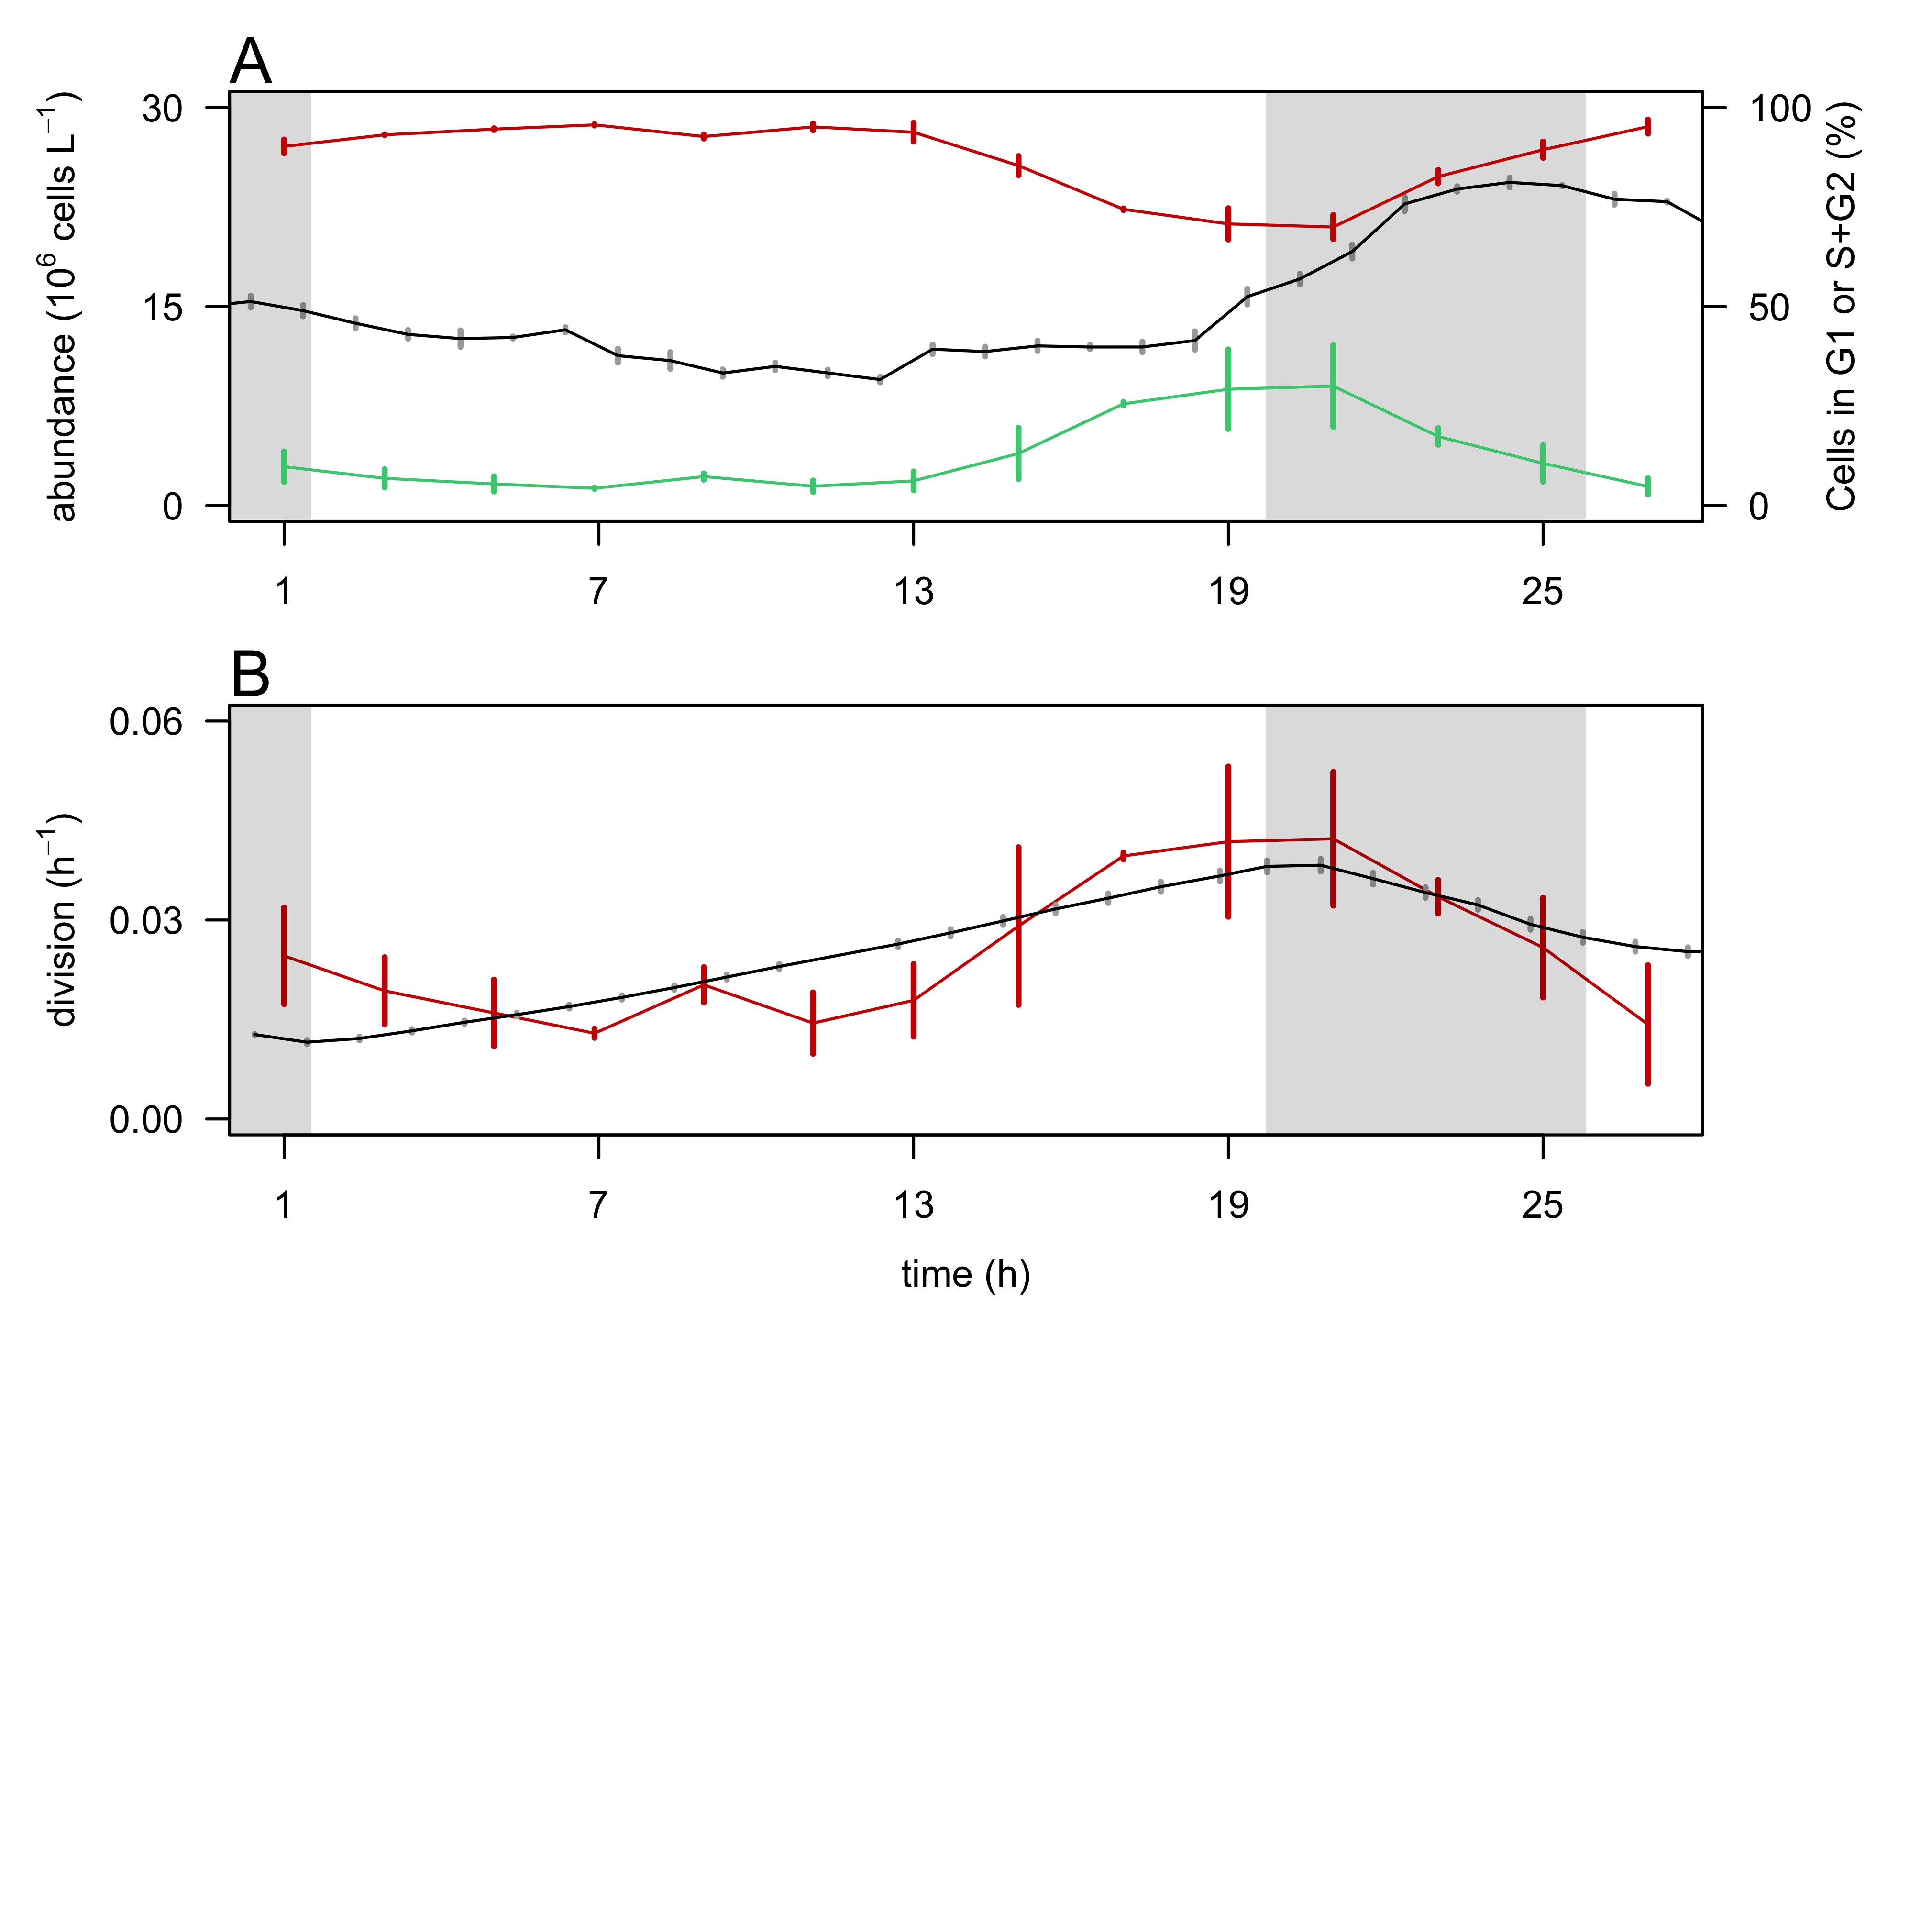 A
abundance (10⁶ cells L⁻¹)
30
15
0
100
50
0
Cells in G1 or S+G2 (%)
1 7 13 19 25
B
division (h⁻¹)
0.06
0.03
0.00
1 7 13 19 25
time (h)